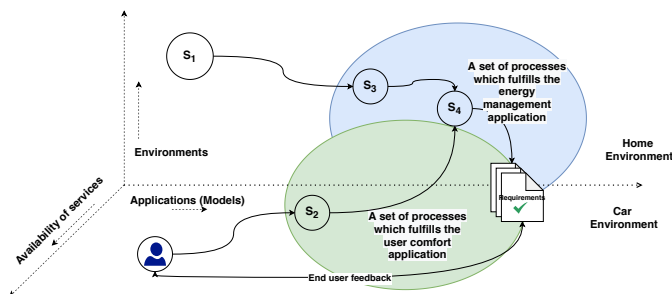 S1
S3
S4
A set of processes
which fulfills the
energy
management
application
Environments
Home
Environment
Applications (Models)
Requirements
Car
Environment
Availability of services
S2
A set of processes
which fulfills the
user comfort
application
End user feedback